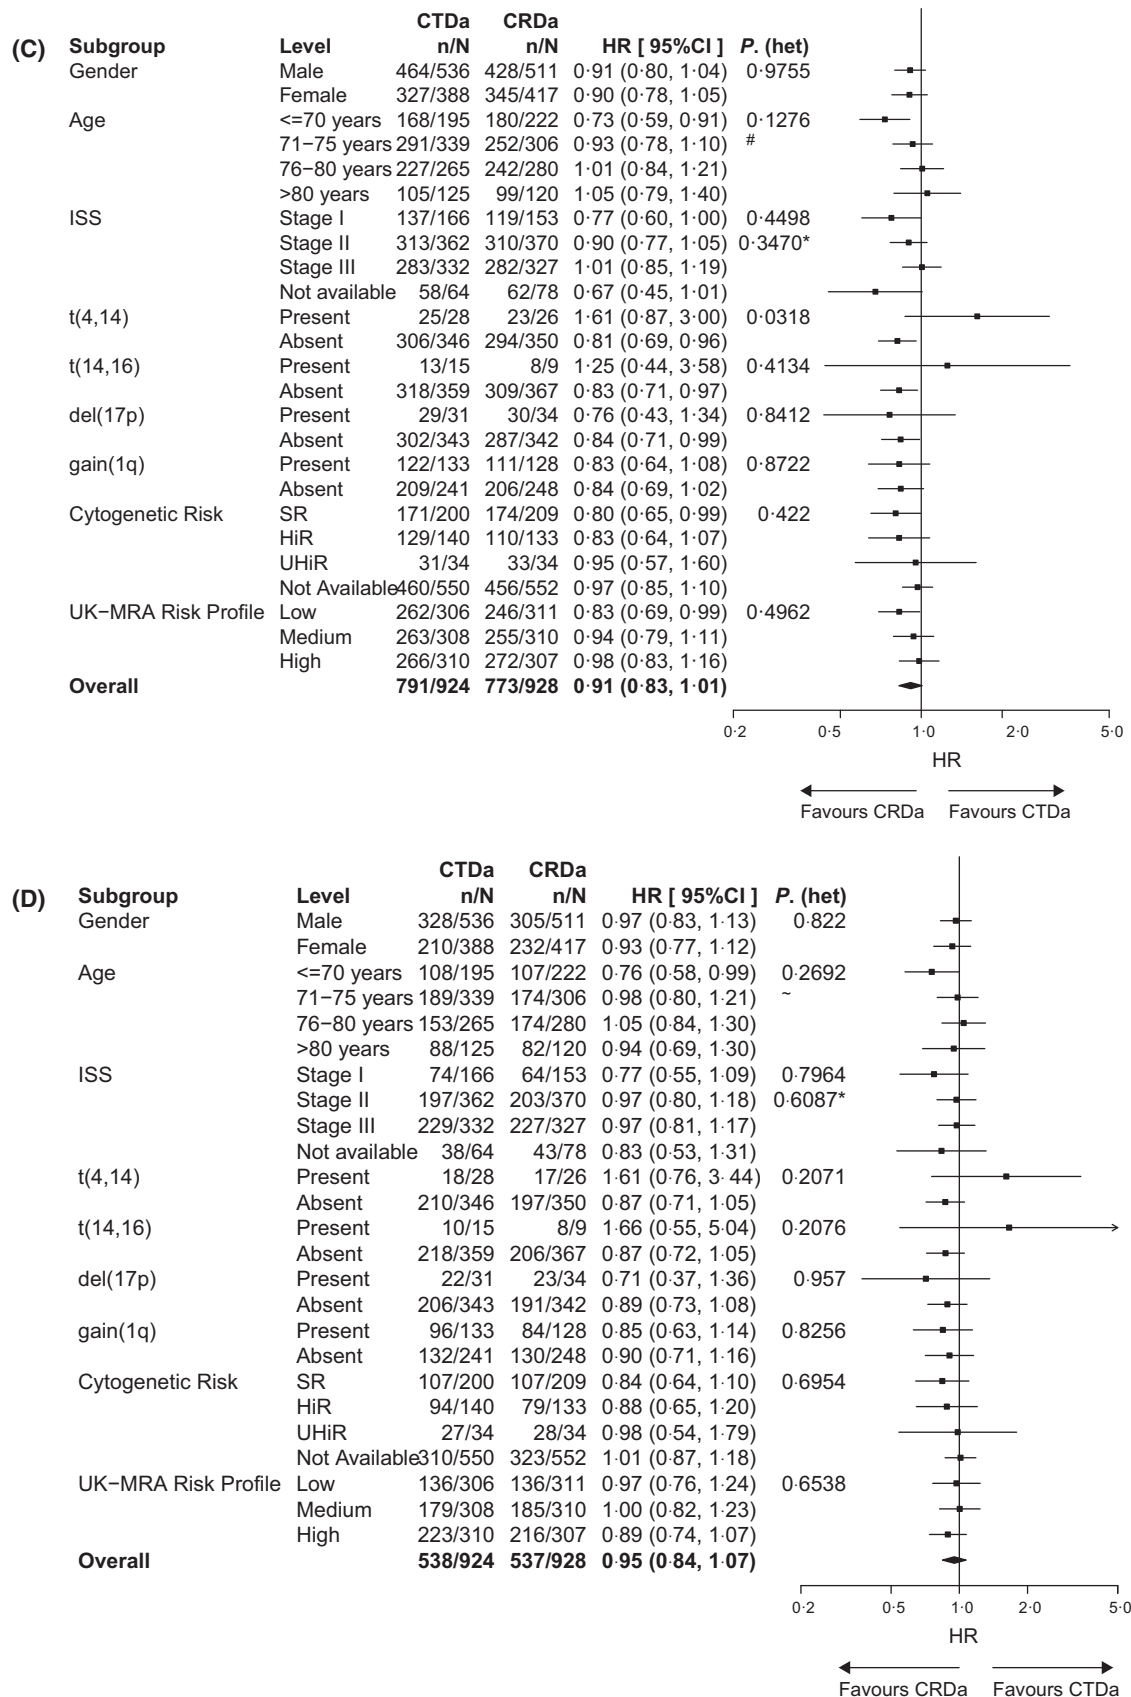 CTDa CRDa
(C) Subgroup Level n/N n/N HR [ 95%CI ] P. (het)
Gender Male 464/536 428/511 0·91 (0·80, 1·04) 0·9755
Female 327/388 345/417 0·90 (0·78, 1·05)
Age <=70 years 168/195 180/222 0·73 (0·59, 0·91) 0·1276
71−75 years 291/339 252/306 0·93 (0·78, 1·10) #
76−80 years 227/265 242/280 1·01 (0·84, 1·21)
>80 years 105/125 99/120 1·05 (0·79, 1·40)
ISS Stage I 137/166 119/153 0·77 (0·60, 1·00) 0·4498
Stage II 313/362 310/370 0·90 (0·77, 1·05) 0·3470*
Stage III 283/332 282/327 1·01 (0·85, 1·19)
Not available 58/64 62/78 0·67 (0·45, 1·01)
t(4,14) Present 25/28 23/26 1·61 (0·87, 3·00) 0·0318
Absent 306/346 294/350 0·81 (0·69, 0·96)
t(14,16) Present 13/15 8/9 1·25 (0·44, 3·58) 0·4134
Absent 318/359 309/367 0·83 (0·71, 0·97)
del(17p) Present 29/31 30/34 0·76 (0·43, 1·34) 0·8412
Absent 302/343 287/342 0·84 (0·71, 0·99)
gain(1q) Present 122/133 111/128 0·83 (0·64, 1·08) 0·8722
Absent 209/241 206/248 0·84 (0·69, 1·02)
Cytogenetic Risk SR 171/200 174/209 0·80 (0·65, 0·99) 0·422
HiR 129/140 110/133 0·83 (0·64, 1·07)
UHiR 31/34 33/34 0·95 (0·57, 1·60)
Not Available 460/550 456/552 0·97 (0·85, 1·10)
UK−MRA Risk Profile Low 262/306 246/311 0·83 (0·69, 0·99) 0·4962
Medium 263/308 255/310 0·94 (0·79, 1·11)
High 266/310 272/307 0·98 (0·83, 1·16)
Overall 791/924 773/928 0·91 (0·83, 1·01)
0·2 0·5 1·0 2·0 5·0
HR
Favours CRDa Favours CTDa
CTDa CRDa
(D) Subgroup Level n/N n/N HR [ 95%CI ] P. (het)
Gender Male 328/536 305/511 0·97 (0·83, 1·13) 0·822
Female 210/388 232/417 0·93 (0·77, 1·12)
Age <=70 years 108/195 107/222 0·76 (0·58, 0·99) 0·2692
71−75 years 189/339 174/306 0·98 (0·80, 1·21) ~
76−80 years 153/265 174/280 1·05 (0·84, 1·30)
>80 years 88/125 82/120 0·94 (0·69, 1·30)
ISS Stage I 74/166 64/153 0·77 (0·55, 1·09) 0·7964
Stage II 197/362 203/370 0·97 (0·80, 1·18) 0·6087*
Stage III 229/332 227/327 0·97 (0·81, 1·17)
Not available 38/64 43/78 0·83 (0·53, 1·31)
t(4,14) Present 18/28 17/26 1·61 (0·76, 3·44) 0·2071
Absent 210/346 197/350 0·87 (0·71, 1·05)
t(14,16) Present 10/15 8/9 1·66 (0·55, 5·04) 0·2076
Absent 218/359 206/367 0·87 (0·72, 1·05)
del(17p) Present 22/31 23/34 0·71 (0·37, 1·36) 0·957
Absent 206/343 191/342 0·89 (0·73, 1·08)
gain(1q) Present 96/133 84/128 0·85 (0·63, 1·14) 0·8256
Absent 132/241 130/248 0·90 (0·71, 1·16)
Cytogenetic Risk SR 107/200 107/209 0·84 (0·64, 1·10) 0·6954
HiR 94/140 79/133 0·88 (0·65, 1·20)
UHiR 27/34 28/34 0·98 (0·54, 1·79)
Not Available 310/550 323/552 1·01 (0·87, 1·18)
UK−MRA Risk Profile Low 136/306 136/311 0·97 (0·76, 1·24) 0·6538
Medium 179/308 185/310 1·00 (0·82, 1·23)
High 223/310 216/307 0·89 (0·74, 1·07)
Overall 538/924 537/928 0·95 (0·84, 1·07)
0·2 0·5 1·0 2·0 5·0
HR
Favours CRDa Favours CTDa